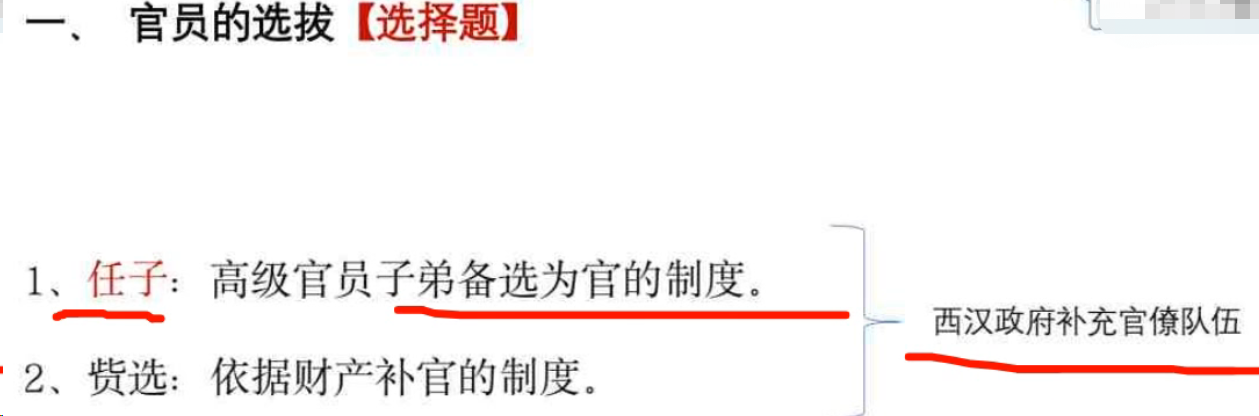 一、 官员的选拔【选择题】
1、任子：高级官员子弟备选为官的制度。
西汉政府补充官僚队伍
2、赀选：依据财产补官的制度。